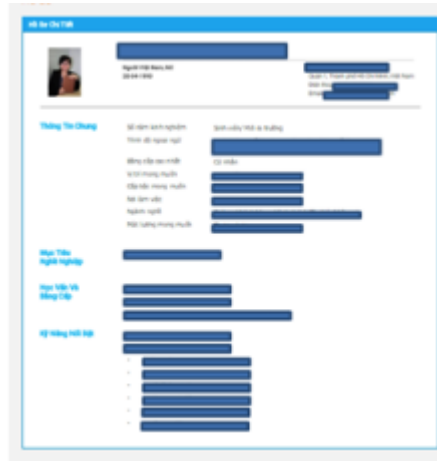 Hồ Sơ Chi Tiết
Người Việt Nam, Nữ
Quận 1, Thành phố Hồ Chí Minh, Việt Nam
Thông Tin Chung
Số năm kinh nghiệm Sinh viên/ Mới ra trường
Trình độ ngoại ngữ
Bằng cấp cao nhất Cử nhân
Vị trí mong muốn
Cấp bậc mong muốn
Nơi làm việc
Ngành nghề
Mức lương mong muốn
Mục Tiêu
Nghề Nghiệp
Học Vấn Và
Bằng Cấp
Kỹ Năng Nổi Bật